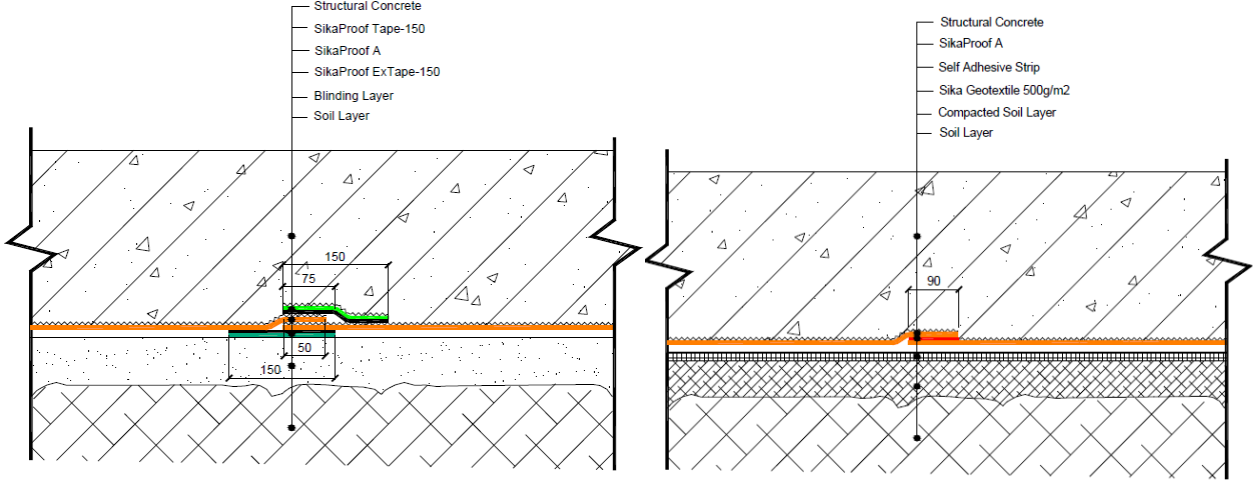 Structural Concrete
SikaProof Tape-150
SikaProof A
SikaProof ExTape-150
Blinding Layer
Soil Layer
150
75
50
150
Structural Concrete
SikaProof A
Self Adhesive Strip
Sika Geotextile 500g/m2
Compacted Soil Layer
Soil Layer
90